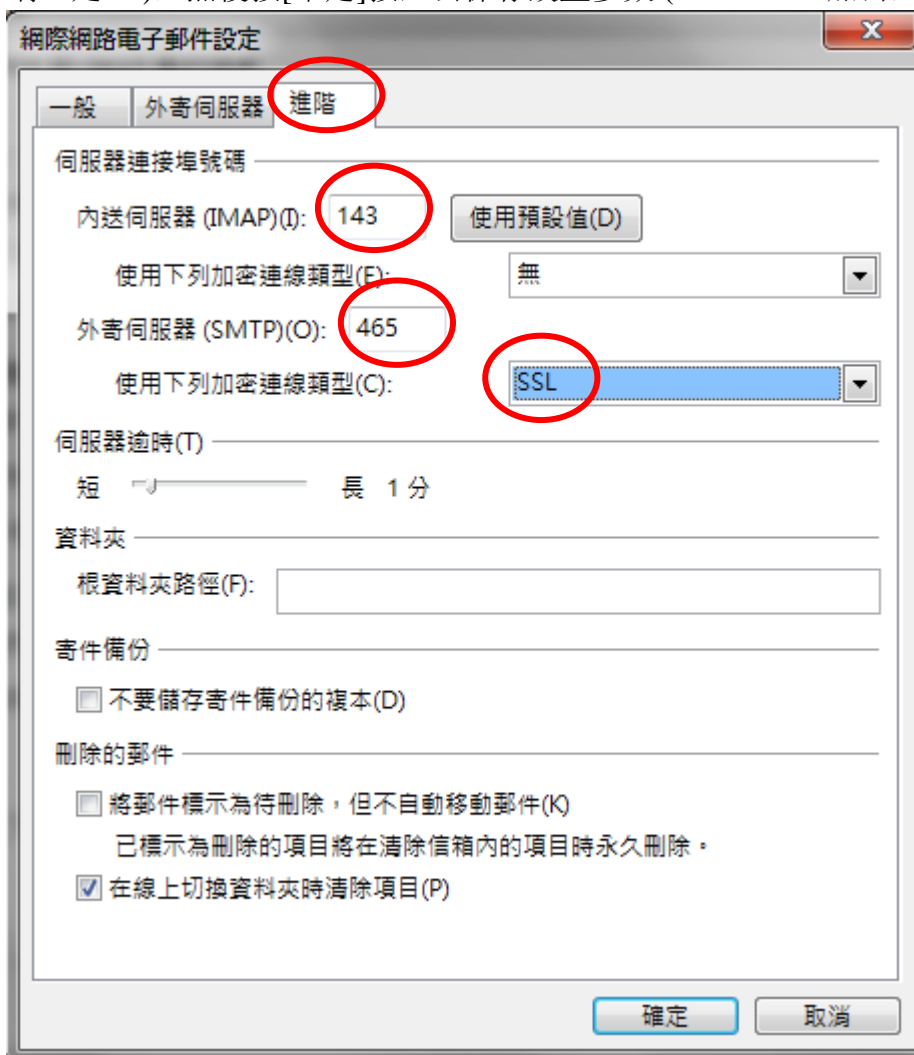 網際網路電子郵件設定
一般 外寄伺服器 進階
伺服器連接埠號碼
內送伺服器 (IMAP)(I): 143 使用預設值(D)
使用下列加密連線類型(E): 無
外寄伺服器 (SMTP)(O): 465
使用下列加密連線類型(C): SSL
伺服器逾時(T)
短 長 1 分
資料夾
根資料夾路徑(F):
寄件備份
不要儲存寄件備份的複本(D)
刪除的郵件
將郵件標示為待刪除，但不自動移動郵件(K)
已標示為刪除的項目將在清除信箱內的項目時永久刪除。
在線上切換資料夾時清除項目(P)
確定 取消